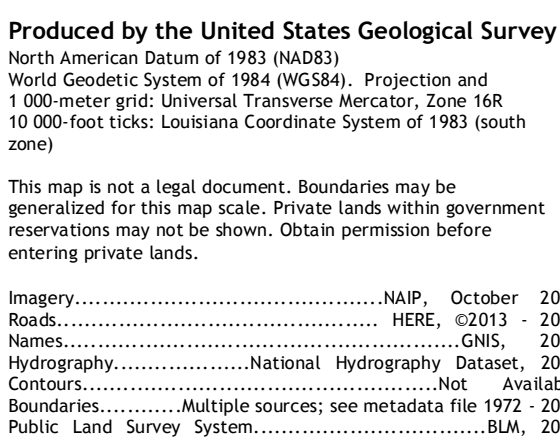 Produced by the United States Geological Survey
North American Datum of 1983 (NAD83)
World Geodetic System of 1984 (WGS84). Projection and
1 000-meter grid: Universal Transverse Mercator, Zone 16R
10 000-foot ticks: Louisiana Coordinate System of 1983 (south
zone)
This map is not a legal document. Boundaries may be
generalized for this map scale. Private lands within government
reservations may not be shown. Obtain permission before
entering private lands.
Imagery..........................................NAIP, October 20
Roads............................................ HERE, ©2013 - 20
Names......................................................GNIS, 20
Hydrography..................National Hydrography Dataset, 20
Contours................................................Not Availab
Boundaries...........Multiple sources; see metadata file 1972 - 20
Public Land Survey System................................BLM, 20